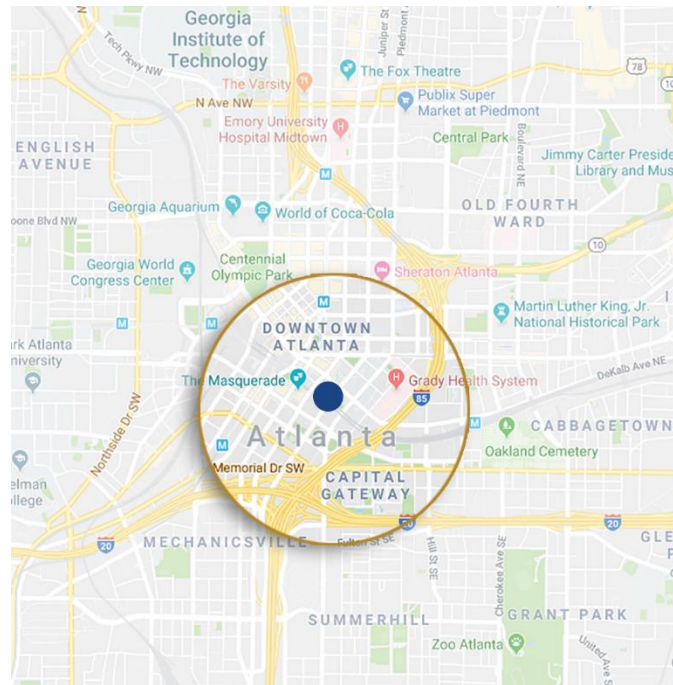 Georgia
Institute of
Technology
Tech Pkwy NW
Juniper St
Piedmont
The Fox Theatre
78
The Varsity
N Ave NW
10
Publix Super
Market at Piedmont
Emory University
Hospital Midtown
H
ENGLISH
AVENUE
Central Park
Boulevard NE
Jimmy Carter Preside
Library and Mus
M
Georgia Aquarium
World of Coca-Cola
OLD FOURTH
WARD
oone Blvd NW
10
Georgia World
Congress Center
Centennial
Olympic Park
Sheraton Atlanta
M
M
M
DOWNTOWN
ATLANTA
Martin Luther King, Jr.
National Historical Park
rk Atlanta
niversity
The Masquerade
H
Grady Health System
85
DeKalb Ave NE
Northside Dr SW
M
Atlanta
M
CABBAGETOWN
Oakland Cemetery
elman
ollege
Memorial Dr SW
CAPITAL
GATEWAY
20
20
20
MECHANICSVILLE
Fulton St SE
Hill St SE
Cherokee Ave SE
GLE
SUMMERHILL
GRANT PARK
Zoo Atlanta
United Ave